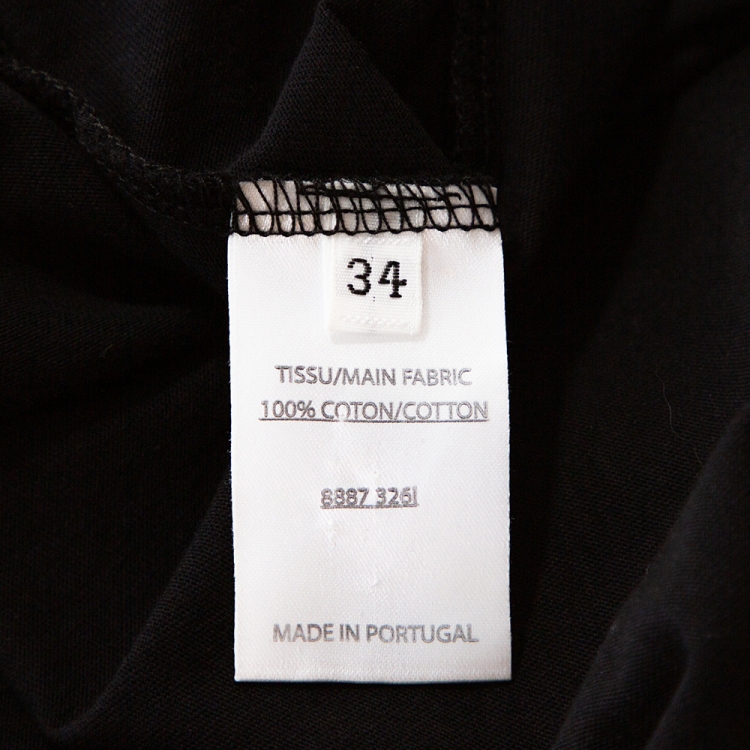 34
TISSU/MAIN FABRIC
100% COTON/COTTON
8887 326I
MADE IN PORTUGAL